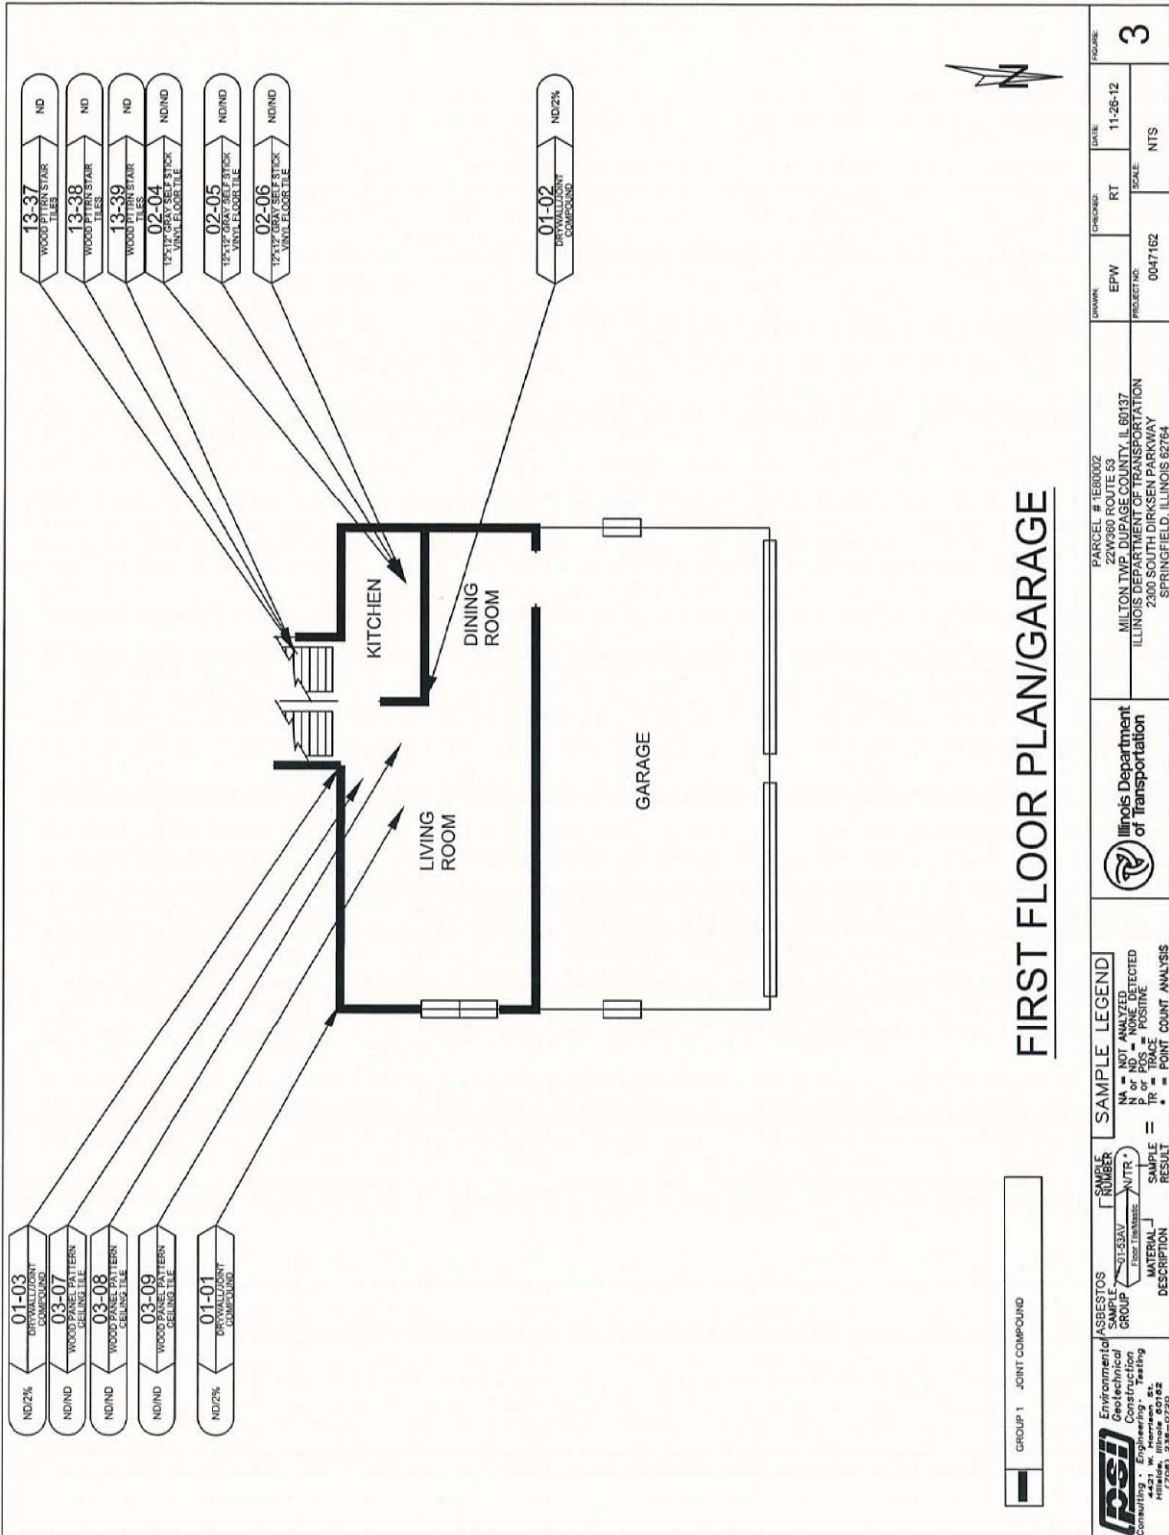 01-03
DRYWALL/JOINT
COMPOUND
ND/2%
03-07
WOOD PANEL PATTERN
CEILING TILE
ND/ND
03-08
WOOD PANEL PATTERN
CEILING TILE
ND/ND
03-09
WOOD PANEL PATTERN
CEILING TILE
ND/ND
01-01
DRYWALL/JOINT
COMPOUND
ND/2%
13-37
WOOD PTTRN STAIR
TILES
ND
13-38
WOOD PTTRN STAIR
TILES
ND
13-39
WOOD PTTRN STAIR
TILES
ND
02-04
12"x12" GRAY SELF STICK
VINYL FLOOR TILE
ND/ND
02-05
12"x12" GRAY SELF STICK
VINYL FLOOR TILE
ND/ND
02-06
12"x12" GRAY SELF STICK
VINYL FLOOR TILE
ND/ND
01-02
DRYWALL/JOINT
COMPOUND
ND/2%
KITCHEN
DINING
ROOM
LIVING
ROOM
GARAGE
N
FIRST FLOOR PLAN/GARAGE
GROUP 1 JOINT COMPOUND
psi
Environmental
Geotechnical
Construction
Consulting · Engineering · Testing
4421 W. Harrison St.
Hillside, Illinois 60162
(708) 236-0720
ASBESTOS
SAMPLE
GROUP
SAMPLE
NUMBER
01-53AV
Floor Tile/Mastic
N/TR *
MATERIAL
DESCRIPTION
SAMPLE
RESULT
=
SAMPLE LEGEND
NA = NOT ANALYZED
N or ND = NONE DETECTED
P or POS = POSITIVE
TR = TRACE
* = POINT COUNT ANALYSIS
Illinois Department
of Transportation
PARCEL # 1E80002
22W360 ROUTE 53
MILTON TWP, DUPAGE COUNTY, IL 60137
ILLINOIS DEPARTMENT OF TRANSPORTATION
2300 SOUTH DIRKSEN PARKWAY
SPRINGFIELD, ILLINOIS 62764
DRAWN: EPW
CHECKED: RT
DATE: 11-26-12
FIGURE: 3
PROJECT NO: 0047162
SCALE: NTS